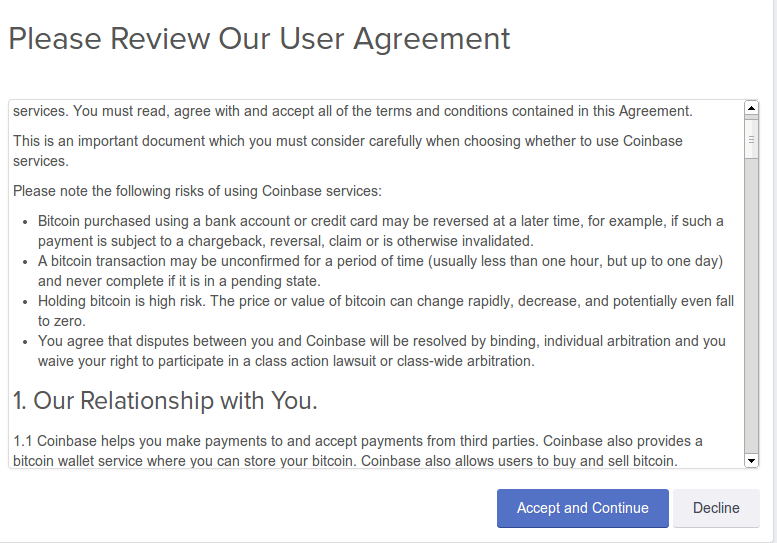 Please Review Our User Agreement
services. You must read, agree with and accept all of the terms and conditions contained in this Agreement.
This is an important document which you must consider carefully when choosing whether to use Coinbase
services.
Please note the following risks of using Coinbase services:
• Bitcoin purchased using a bank account or credit card may be reversed at a later time, for example, if such a
payment is subject to a chargeback, reversal, claim or is otherwise invalidated.
• A bitcoin transaction may be unconfirmed for a period of time (usually less than one hour, but up to one day)
and never complete if it is in a pending state.
• Holding bitcoin is high risk. The price or value of bitcoin can change rapidly, decrease, and potentially even fall
to zero.
• You agree that disputes between you and Coinbase will be resolved by binding, individual arbitration and you
waive your right to participate in a class action lawsuit or class-wide arbitration.
1. Our Relationship with You.
1.1 Coinbase helps you make payments to and accept payments from third parties. Coinbase also provides a
bitcoin wallet service where you can store your bitcoin. Coinbase also allows users to buy and sell bitcoin.
Accept and Continue
Decline